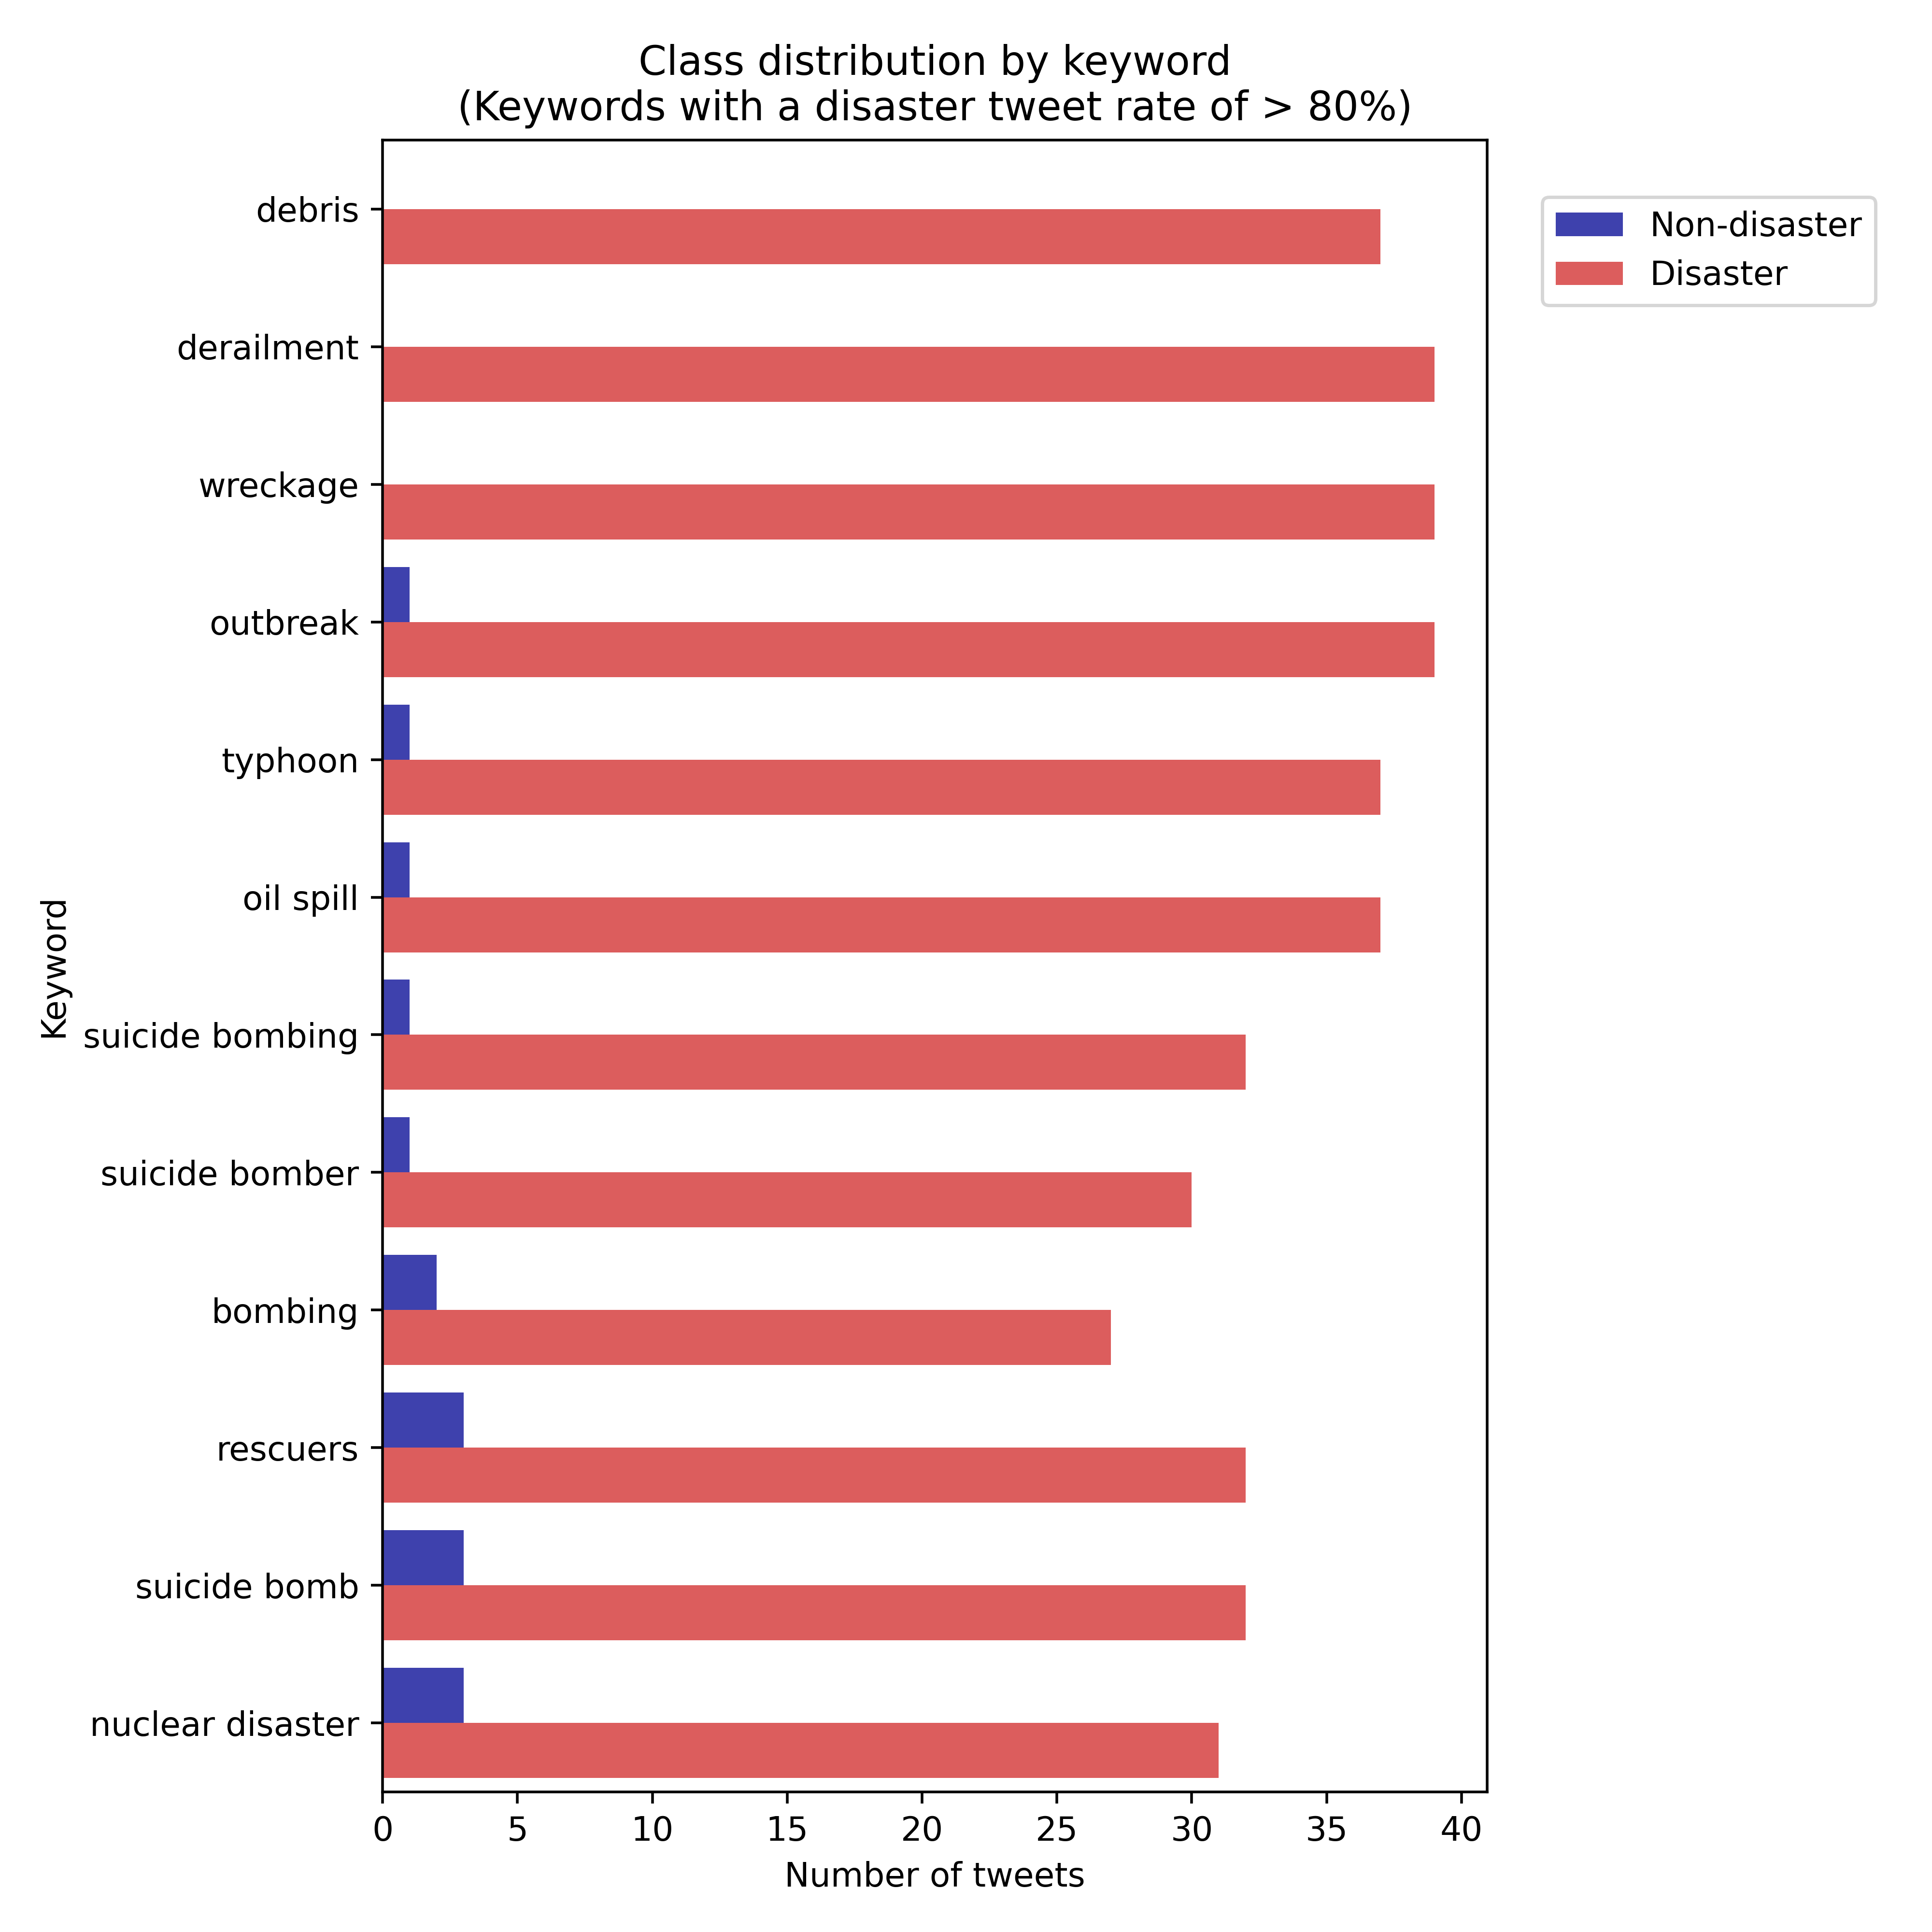 Class distribution by keyword
(Keywords with a disaster tweet rate of > 80%)
Non-disaster
Disaster
Keyword
debris
derailment
wreckage
outbreak
typhoon
oil spill
suicide bombing
suicide bomber
bombing
rescuers
suicide bomb
nuclear disaster
0 5 10 15 20 25 30 35 40
Number of tweets